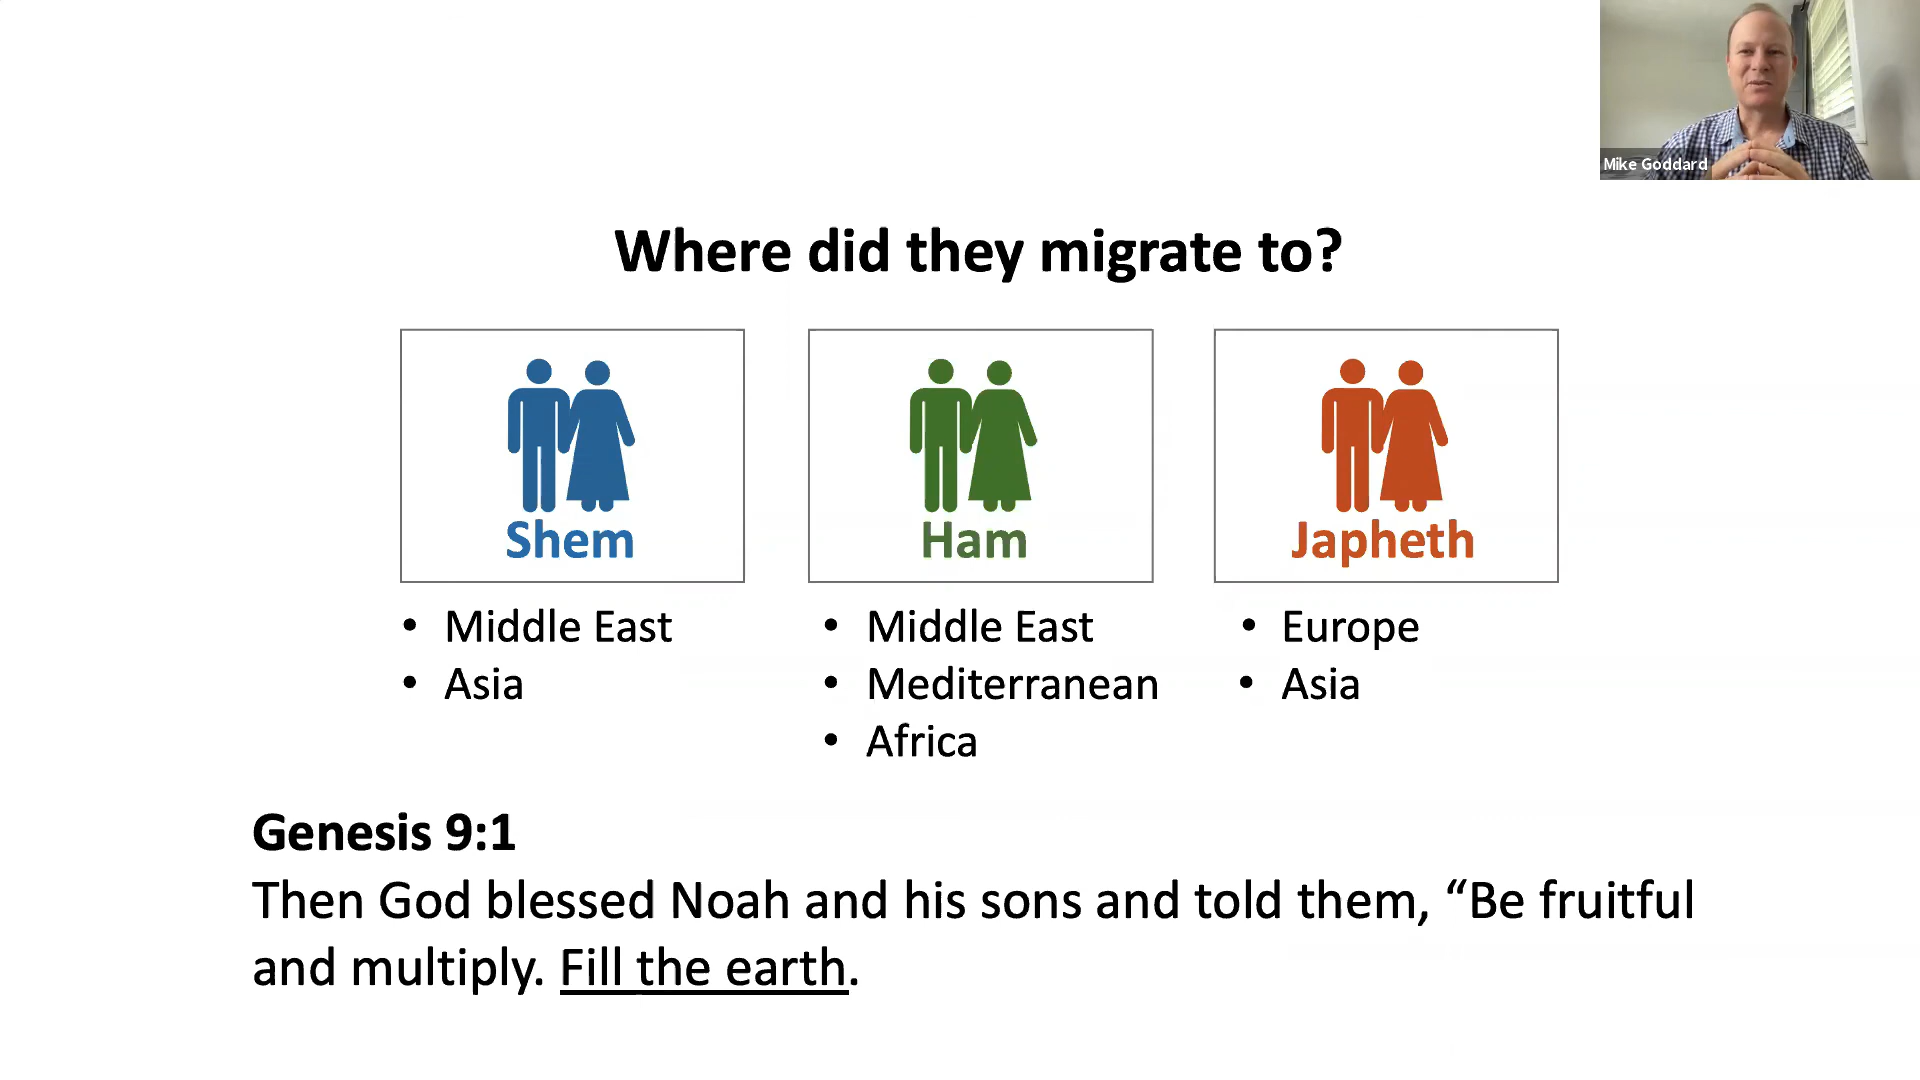 Mike Goddard
Where did they migrate to?
Shem
Ham
Japheth
• Middle East
• Asia
• Middle East
• Mediterranean
• Africa
• Europe
• Asia
Genesis 9:1
Then God blessed Noah and his sons and told them, “Be fruitful
and multiply. Fill the earth.